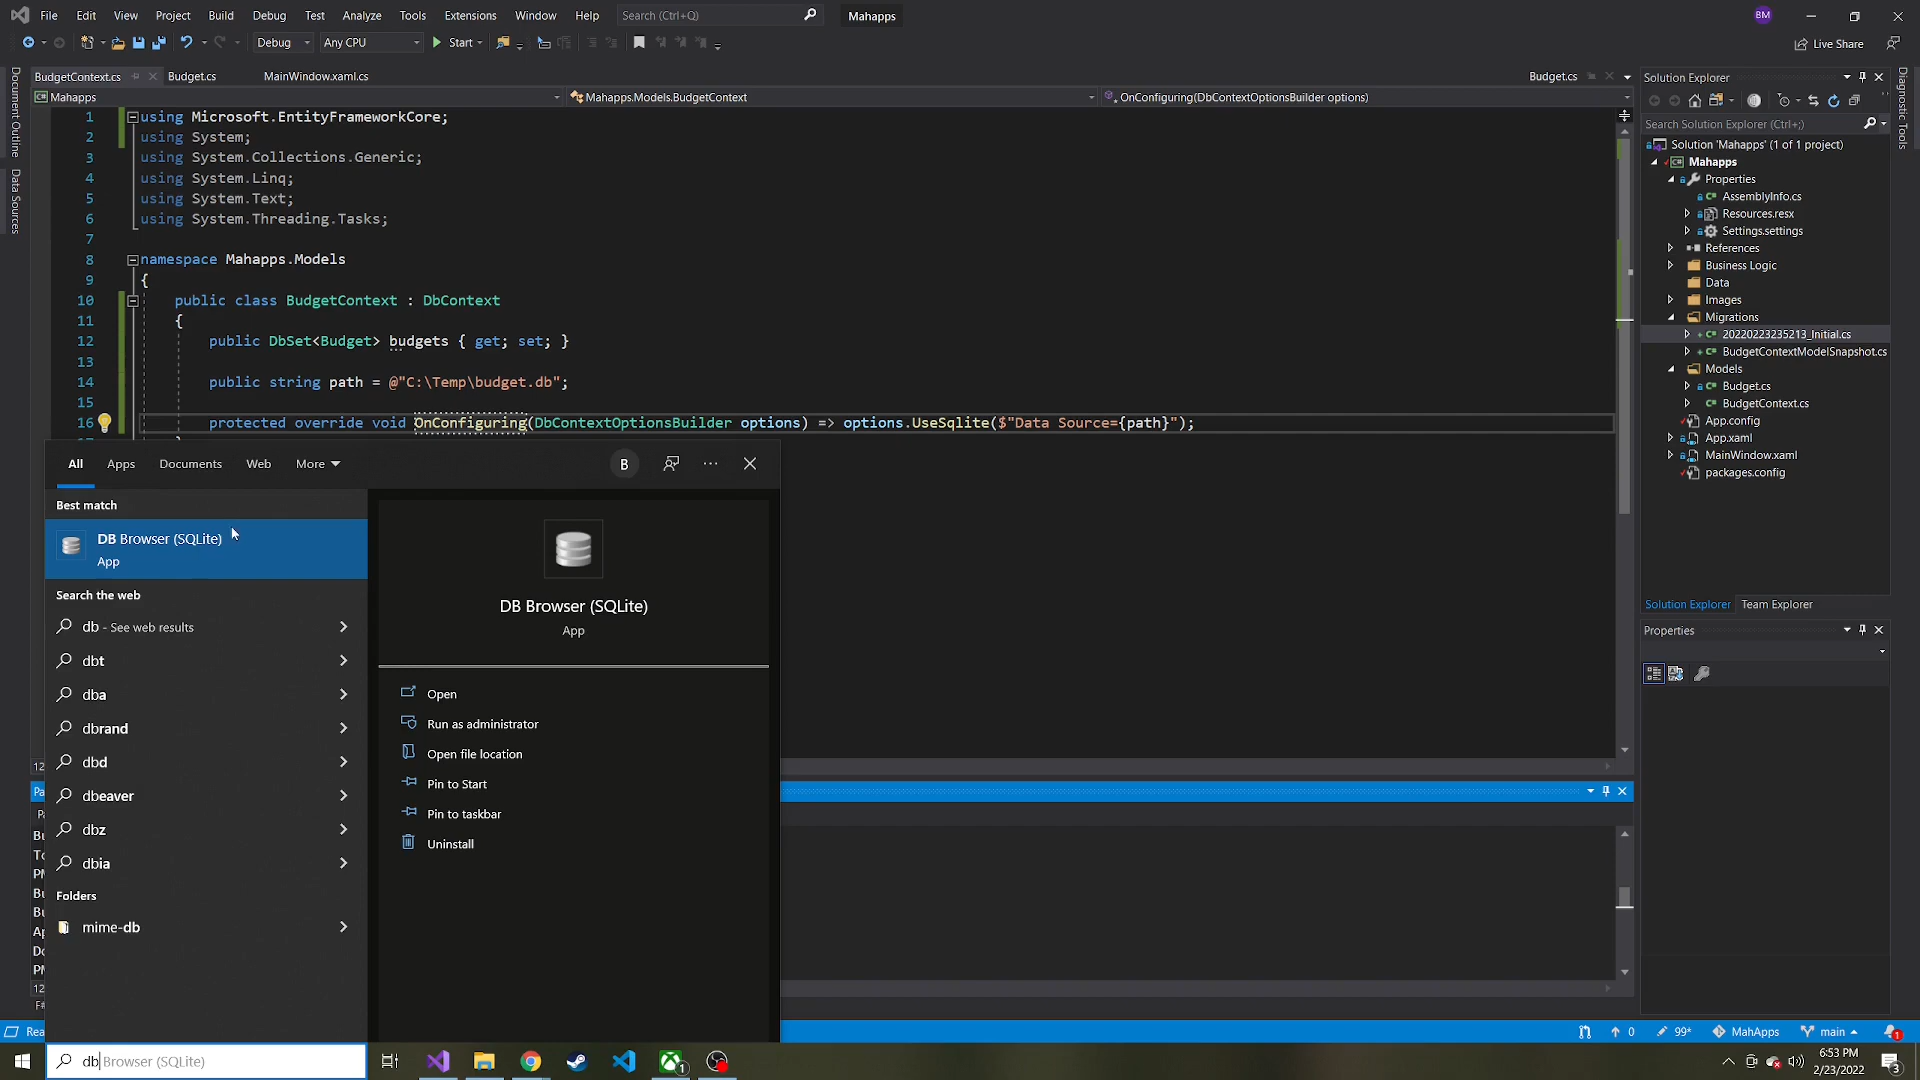 File Edit View Project Build Debug Test Analyze Tools Extensions Window Help Search (Ctrl+Q) Mahapps BM
Debug Any CPU Start Live Share
BudgetContext.cs Budget.cs MainWindow.xaml.cs Budget.cs
Mahapps Mahapps.Models.BudgetContext OnConfiguring(DbContextOptionsBuilder options)
Document Outline
Data Sources
1 using Microsoft.EntityFrameworkCore;
2 using System;
3 using System.Collections.Generic;
4 using System.Linq;
5 using System.Text;
6 using System.Threading.Tasks;
7
8 namespace Mahapps.Models
9 {
10 public class BudgetContext : DbContext
11 {
12 public DbSet<Budget> budgets { get; set; }
13
14 public string path = @"C:\Temp\budget.db";
15
16 protected override void OnConfiguring(DbContextOptionsBuilder options) => options.UseSqlite($"Data Source={path}");
All Apps Documents Web More B
Best match
DB Browser (SQLite)
App
Search the web
db - See web results
dbt
dba
dbrand
dbd
dbeaver
dbz
dbia
Folders
mime-db
DB Browser (SQLite)
App
Open
Run as administrator
Open file location
Pin to Start
Pin to taskbar
Uninstall
Solution Explorer
Search Solution Explorer (Ctrl+;)
Solution 'Mahapps' (1 of 1 project)
Mahapps
Properties
AssemblyInfo.cs
Resources.resx
Settings.settings
References
Business Logic
Data
Images
Migrations
20220223235213_Initial.cs
BudgetContextModelSnapshot.cs
Models
Budget.cs
BudgetContext.cs
App.config
App.xaml
MainWindow.xaml
packages.config
Solution Explorer Team Explorer
Properties
Diagnostic Tools
0 99* MahApps main 1
db Browser (SQLite)
1
6:53 PM
2/23/2022
3